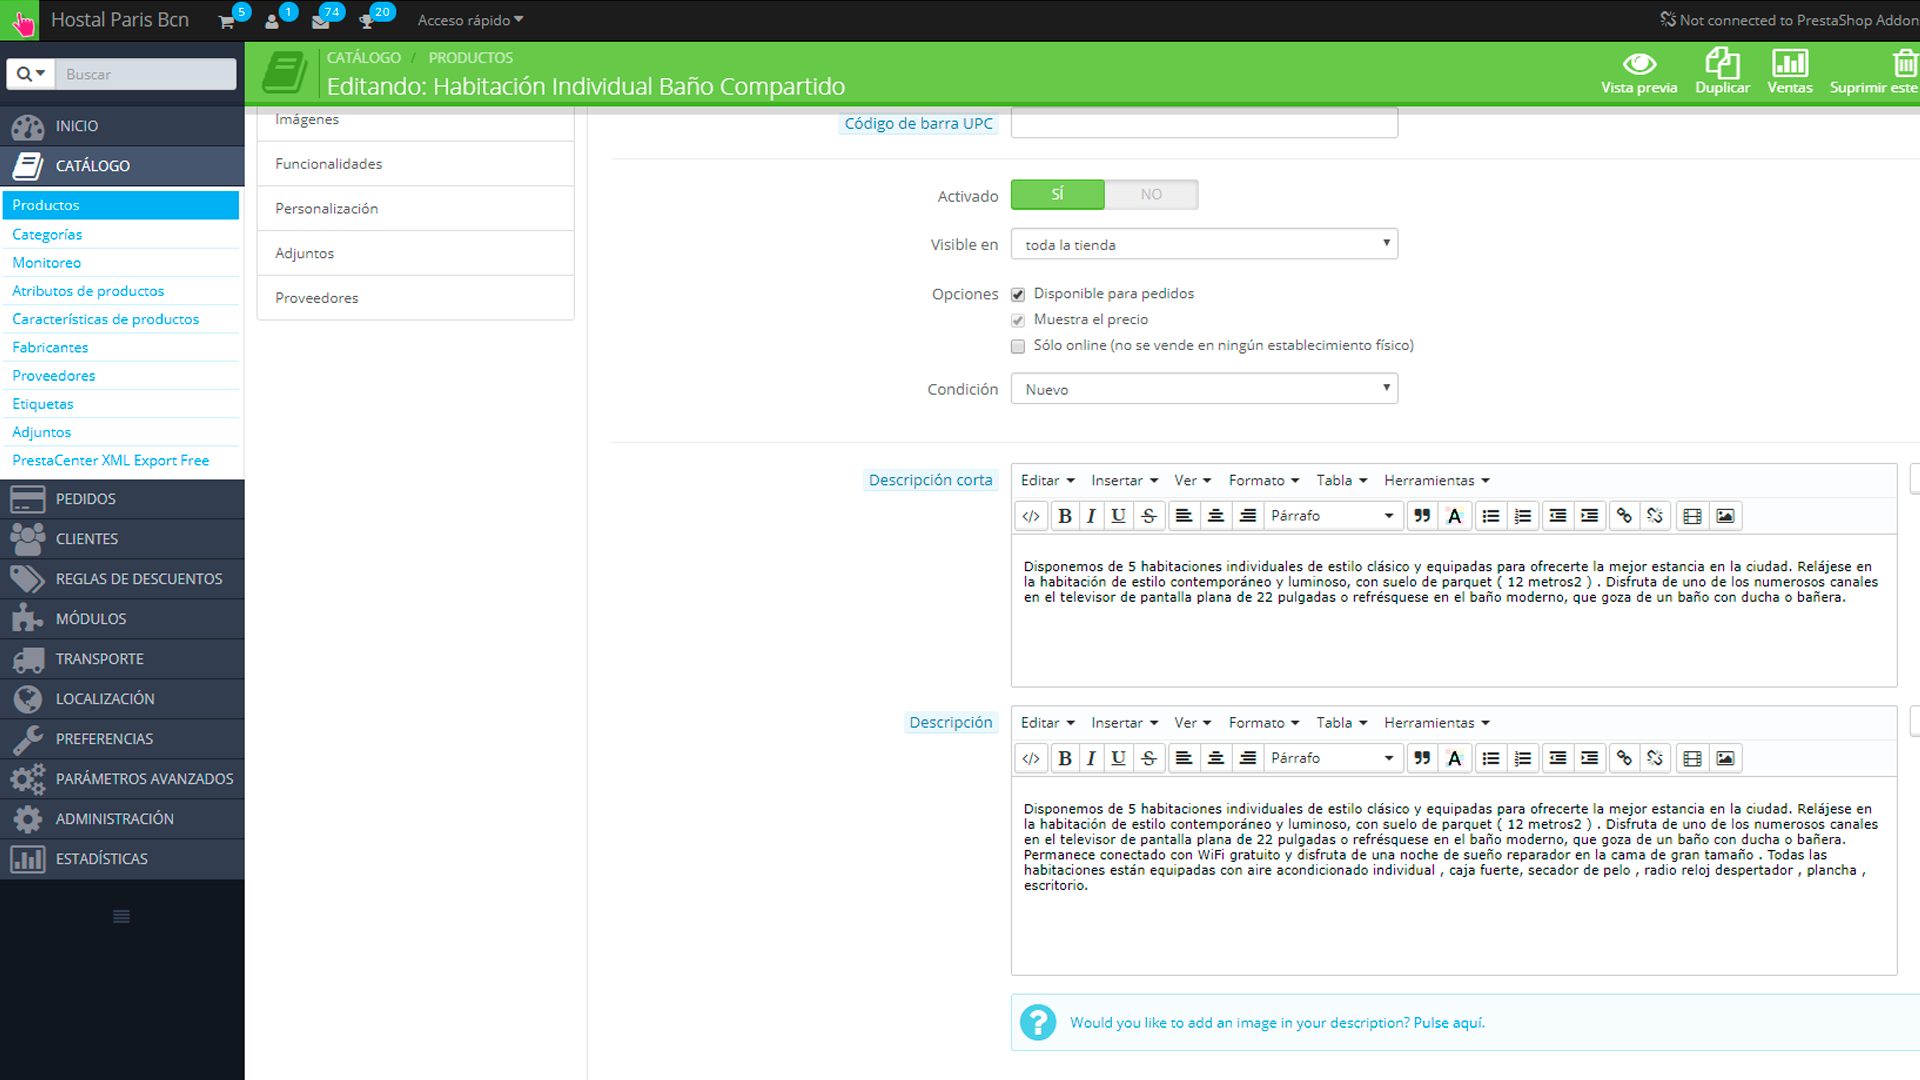 Hostal Paris Bcn 5 1 74 20 Acceso rápido Not connected to PrestaShop Addon
Buscar
CATÁLOGO / PRODUCTOS
Editando: Habitación Individual Baño Compartido
Vista previa Duplicar Ventas Suprimir este
INICIO
CATÁLOGO
Productos
Categorías
Monitoreo
Atributos de productos
Características de productos
Fabricantes
Proveedores
Etiquetas
Adjuntos
PrestaCenter XML Export Free
PEDIDOS
CLIENTES
REGLAS DE DESCUENTOS
MÓDULOS
TRANSPORTE
LOCALIZACIÓN
PREFERENCIAS
PARÁMETROS AVANZADOS
ADMINISTRACIÓN
ESTADÍSTICAS
Imágenes
Funcionalidades
Personalización
Adjuntos
Proveedores
Código de barra UPC
Activado SÍ NO
Visible en toda la tienda
Opciones Disponible para pedidos
Muestra el precio
Sólo online (no se vende en ningún establecimiento físico)
Condición Nuevo
Descripción corta
Editar Insertar Ver Formato Tabla Herramientas
B I U S Párrafo A
Disponemos de 5 habitaciones individuales de estilo clásico y equipadas para ofrecerte la mejor estancia en la ciudad. Relájese en
la habitación de estilo contemporáneo y luminoso, con suelo de parquet ( 12 metros2 ) . Disfruta de uno de los numerosos canales
en el televisor de pantalla plana de 22 pulgadas o refrésquese en el baño moderno, que goza de un baño con ducha o bañera.
Descripción
Editar Insertar Ver Formato Tabla Herramientas
B I U S Párrafo A
Disponemos de 5 habitaciones individuales de estilo clásico y equipadas para ofrecerte la mejor estancia en la ciudad. Relájese en
la habitación de estilo contemporáneo y luminoso, con suelo de parquet ( 12 metros2 ) . Disfruta de uno de los numerosos canales
en el televisor de pantalla plana de 22 pulgadas o refrésquese en el baño moderno, que goza de un baño con ducha o bañera.
Permanece conectado con WiFi gratuito y disfruta de una noche de sueño reparador en la cama de gran tamaño . Todas las
habitaciones están equipadas con aire acondicionado individual , caja fuerte, secador de pelo , radio reloj despertador , plancha ,
escritorio.
Would you like to add an image in your description? Pulse aquí.